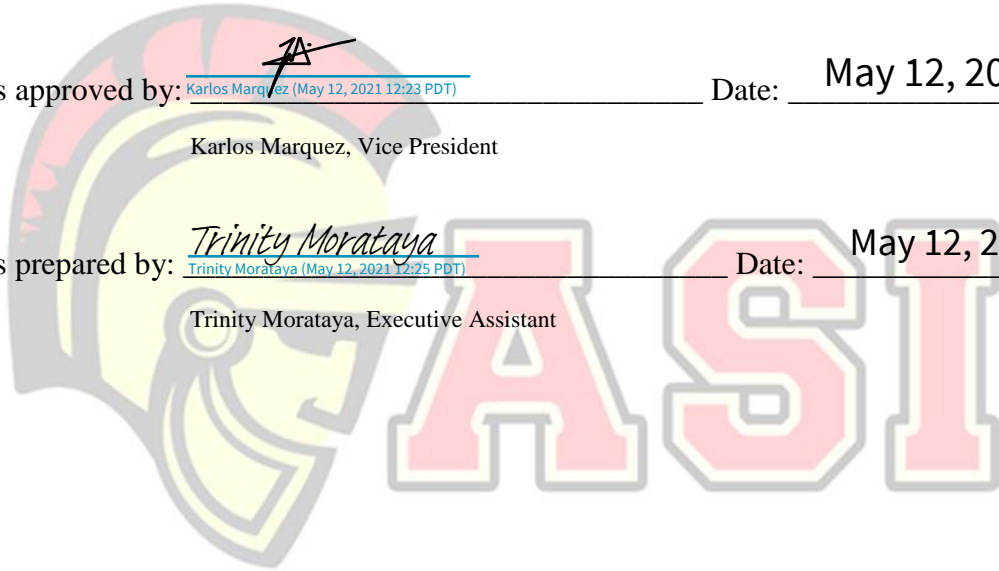 s approved by: Date: May 12, 20
Karlos Marquez (May 12, 2021 12:23 PDT)
Karlos Marquez, Vice President
Trinity Morataya
s prepared by: Date: May 12, 2
Trinity Morataya (May 12, 2021 12:25 PDT)
Trinity Morataya, Executive Assistant
ASI